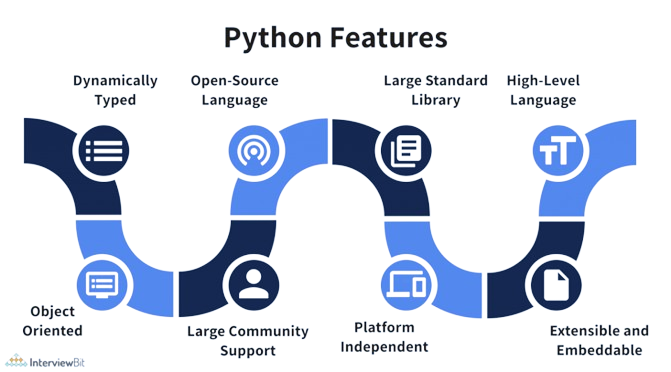 Python Features
Dynamically
Typed
Open-Source
Language
Large Standard
Library
High-Level
Language
Object
Oriented
Large Community
Support
Platform
Independent
Extensible and
Embeddable
InterviewBit